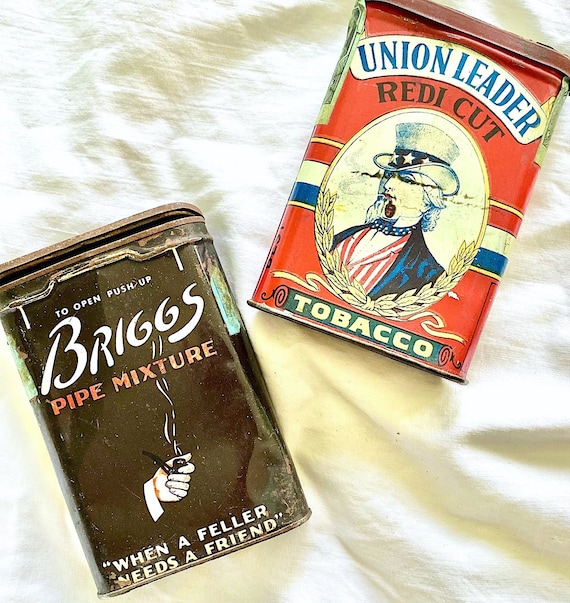 TO OPEN PUSH UP
BRIGGS
PIPE MIXTURE
"WHEN A FELLER
NEEDS A FRIEND"
UNION LEADER
REDI CUT
TOBACCO